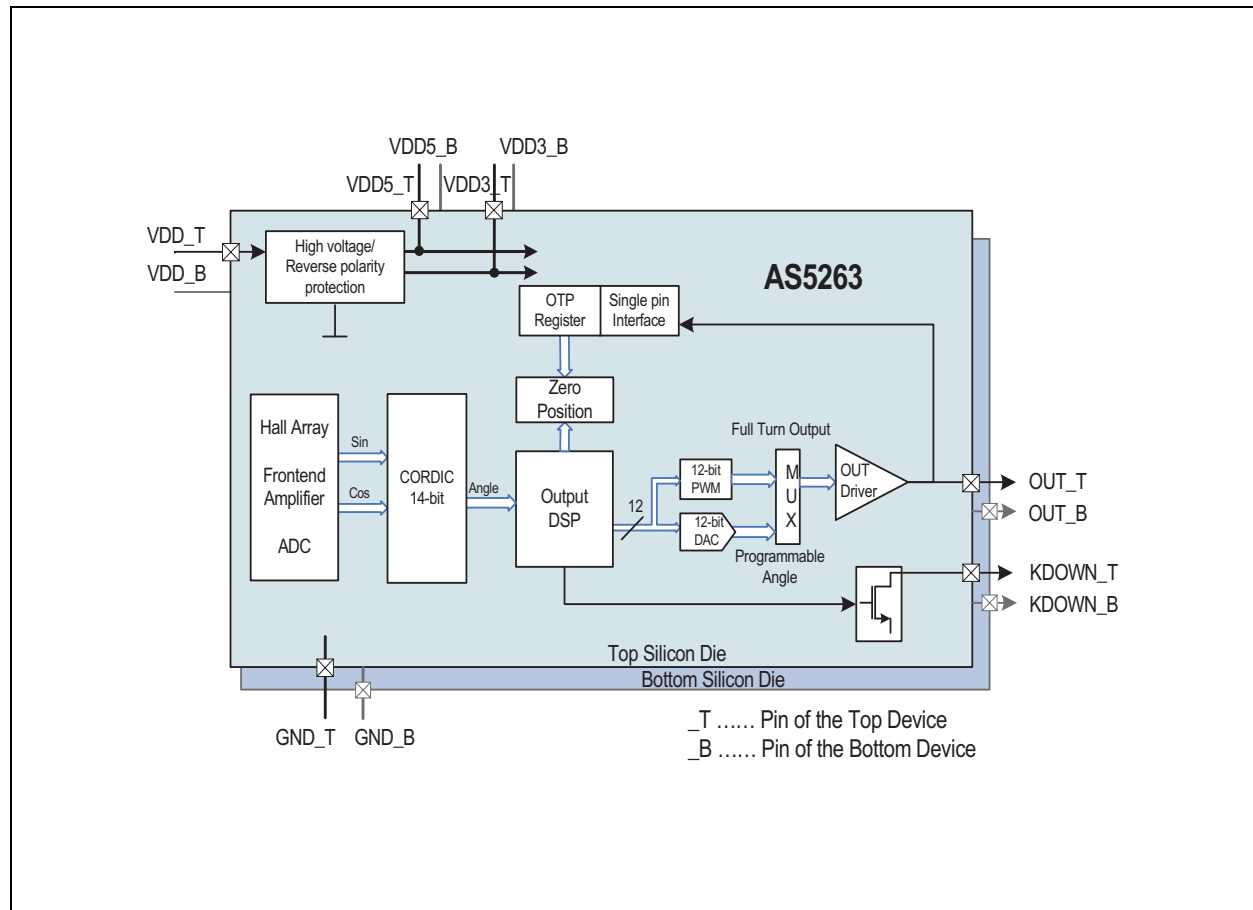 VDD5_B
VDD3_B
VDD5_T
VDD3_T
VDD_T
VDD_B
High voltage/
Reverse polarity
protection
AS5263
OTP
Register
Single pin
Interface
Zero
Position
Hall Array
Frontend
Amplifier
ADC
Sin
Cos
CORDIC
14-bit
Angle
Output
DSP
12
12-bit
PWM
12-bit
DAC
Full Turn Output
M
U
X
Programmable
Angle
OUT
Driver
OUT_T
OUT_B
KDOWN_T
KDOWN_B
Top Silicon Die
Bottom Silicon Die
GND_T
GND_B
_T …… Pin of the Top Device
_B …… Pin of the Bottom Device